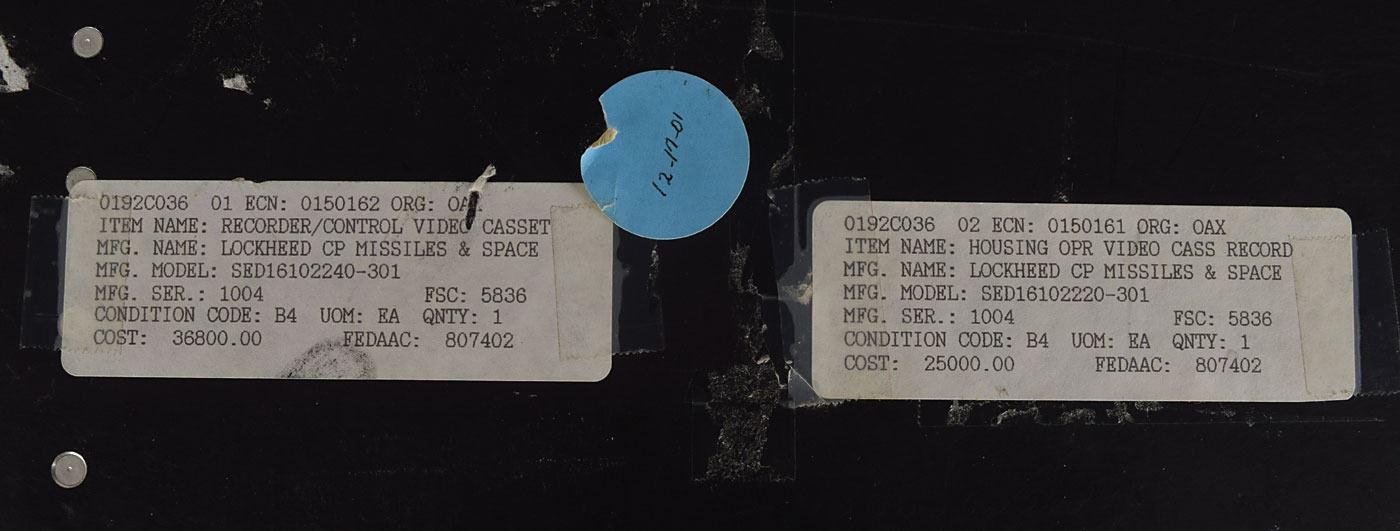 0192C036 01 ECN: 0150162 ORG: OAX
ITEM NAME: RECORDER/CONTROL VIDEO CASSET
MFG. NAME: LOCKHEED CP MISSILES & SPACE
MFG. MODEL: SED16102240-301
MFG. SER.: 1004 FSC: 5836
CONDITION CODE: B4 UOM: EA QNTY: 1
COST: 36800.00 FEDAAC: 807402
12-17-01
0192C036 02 ECN: 0150161 ORG: OAX
ITEM NAME: HOUSING OPR VIDEO CASS RECORD
MFG. NAME: LOCKHEED CP MISSILES & SPACE
MFG. MODEL: SED16102220-301
MFG. SER.: 1004 FSC: 5836
CONDITION CODE: B4 UOM: EA QNTY: 1
COST: 25000.00 FEDAAC: 807402